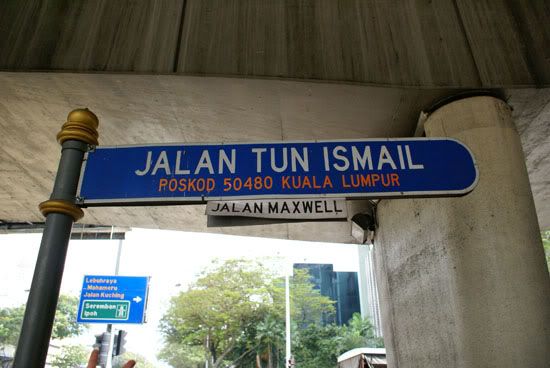 JALAN TUN ISMAIL
POSKOD 50480 KUALA LUMPUR
JALAN MAXWELL
Lebuhraya
Mahameru
Jalan Kuching
Seremban
Ipoh